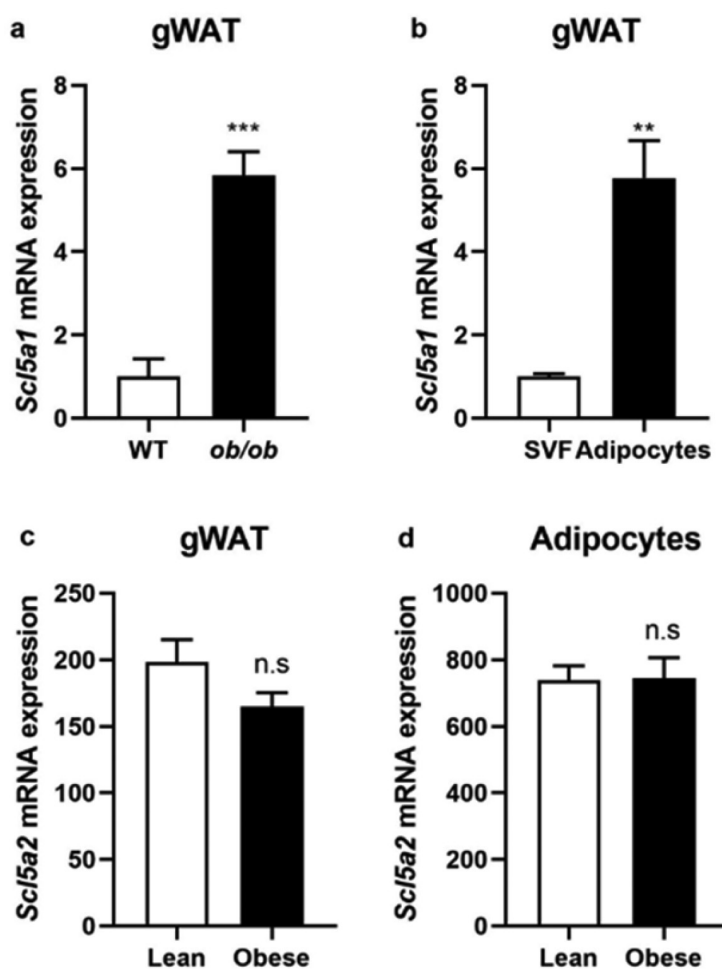 a gWAT
Scl5a1 mRNA expression
8
6
4
2
0
***
WT ob/ob
b gWAT
Scl5a1 mRNA expression
8
6
4
2
0
**
SVF Adipocytes
c gWAT
Scl5a2 mRNA expression
250
200
150
100
50
0
n.s
Lean Obese
d Adipocytes
Scl5a2 mRNA expression
1000
800
600
400
200
0
n.s
Lean Obese